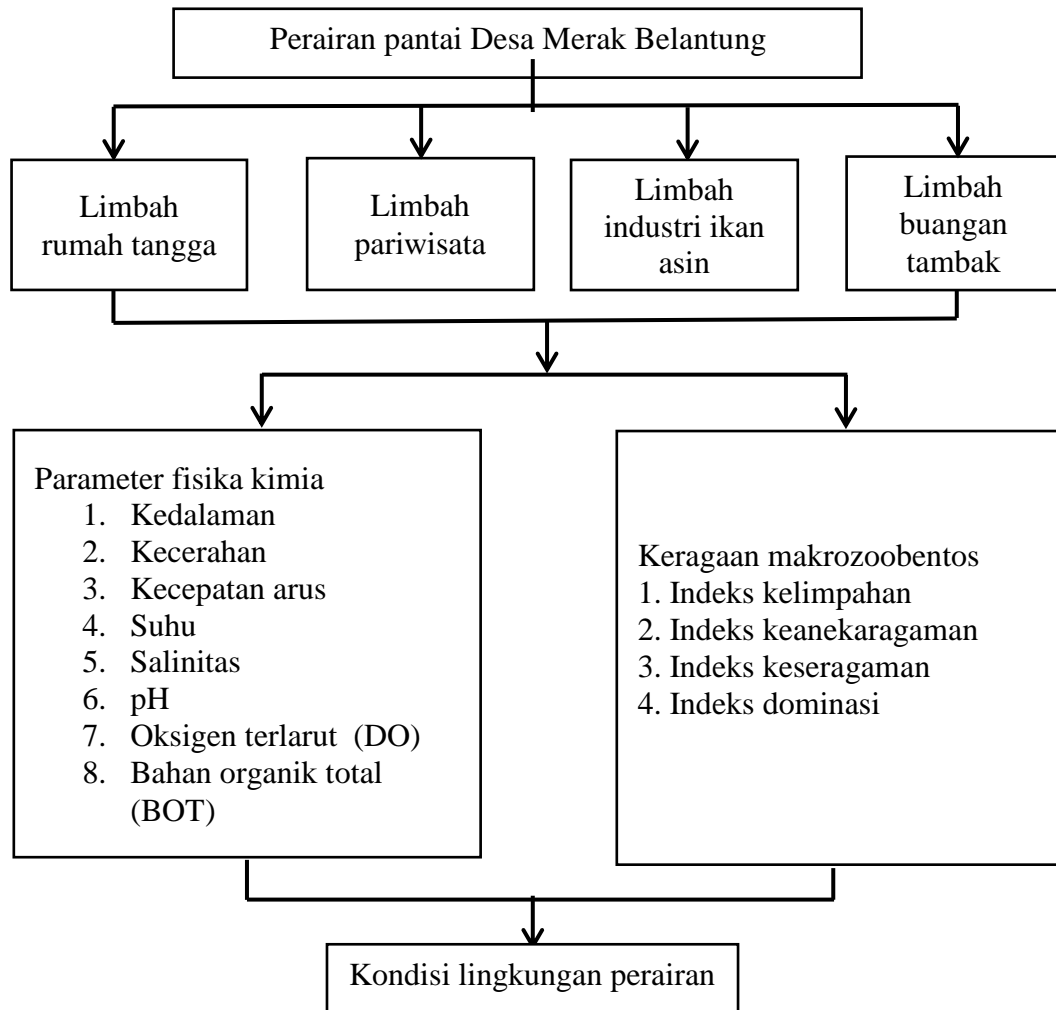 Perairan pantai Desa Merak Belantung
Limbah
rumah tangga
Limbah
pariwisata
Limbah
industri ikan
asin
Limbah
buangan
tambak
Parameter fisika kimia
1. Kedalaman
2. Kecerahan
3. Kecepatan arus
4. Suhu
5. Salinitas
6. pH
7. Oksigen terlarut (DO)
8. Bahan organik total
(BOT)
Keragaan makrozoobentos
1. Indeks kelimpahan
2. Indeks keanekaragaman
3. Indeks keseragaman
4. Indeks dominasi
Kondisi lingkungan perairan